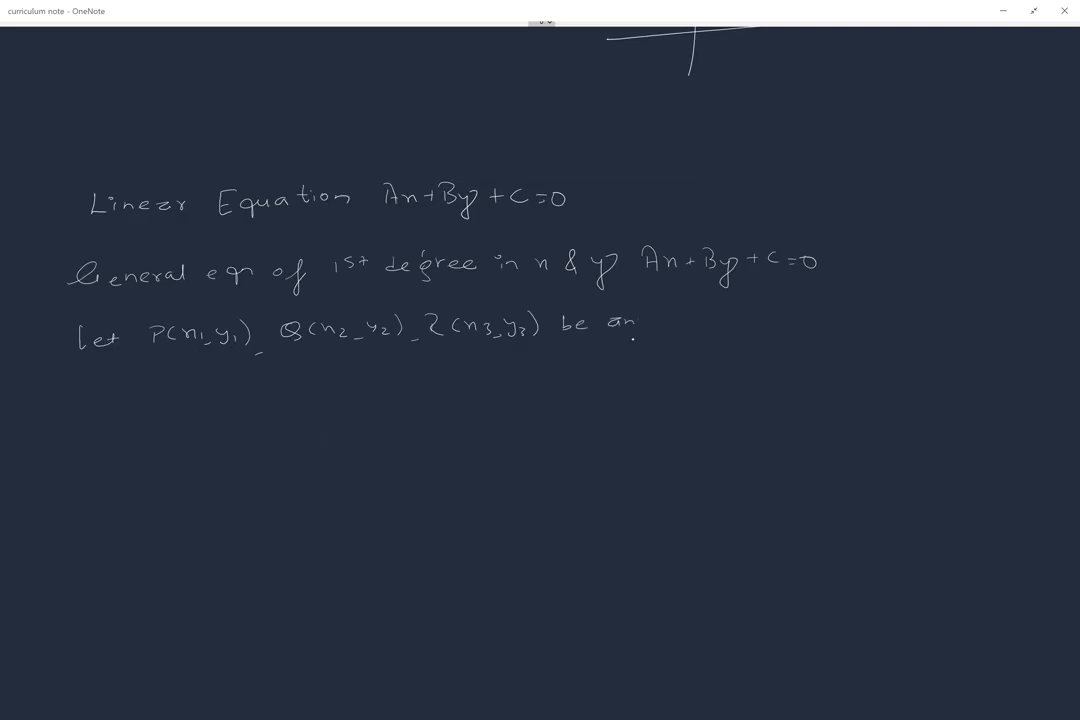 curriculum note - OneNote
Linear Equation Ax+By+C=0
General eqn of 1st degree in x & y Ax+By+C=0
Let P(x1,y1), Q(x2,y2), R(x3,y3) be an